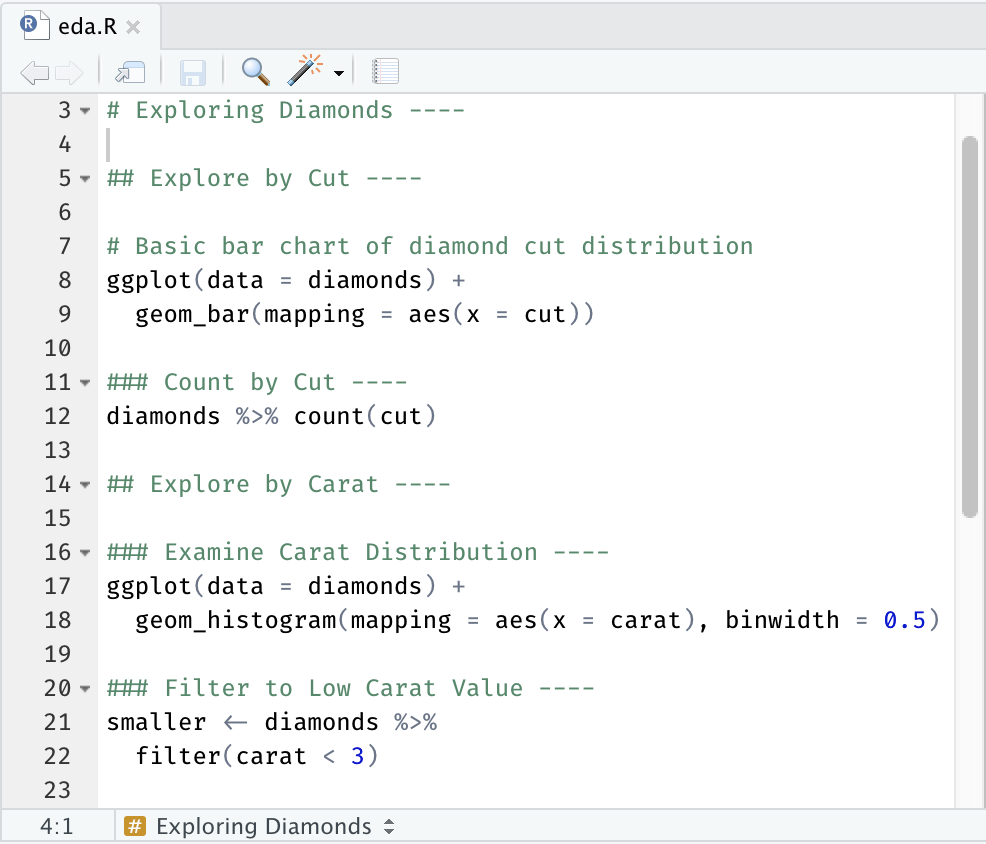 eda.R
3 # Exploring Diamonds ----
4
5 ## Explore by Cut ----
6
7 # Basic bar chart of diamond cut distribution
8 ggplot(data = diamonds) +
9   geom_bar(mapping = aes(x = cut))
10
11 ### Count by Cut ----
12 diamonds %>% count(cut)
13
14 ## Explore by Carat ----
15
16 ### Examine Carat Distribution ----
17 ggplot(data = diamonds) +
18   geom_histogram(mapping = aes(x = carat), binwidth = 0.5)
19
20 ### Filter to Low Carat Value ----
21 smaller <- diamonds %>%
22   filter(carat < 3)
23
4:1 # Exploring Diamonds